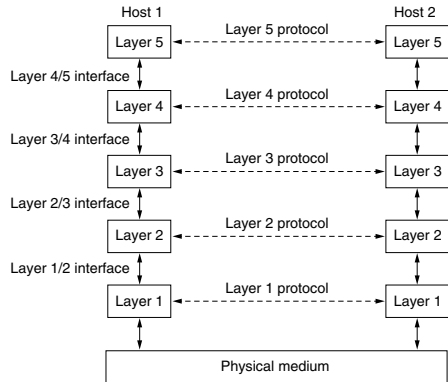 Host 1
Host 2
Layer 5
Layer 5 protocol
Layer 5
Layer 4/5 interface
Layer 4
Layer 4 protocol
Layer 4
Layer 3/4 interface
Layer 3
Layer 3 protocol
Layer 3
Layer 2/3 interface
Layer 2
Layer 2 protocol
Layer 2
Layer 1/2 interface
Layer 1
Layer 1 protocol
Layer 1
Physical medium